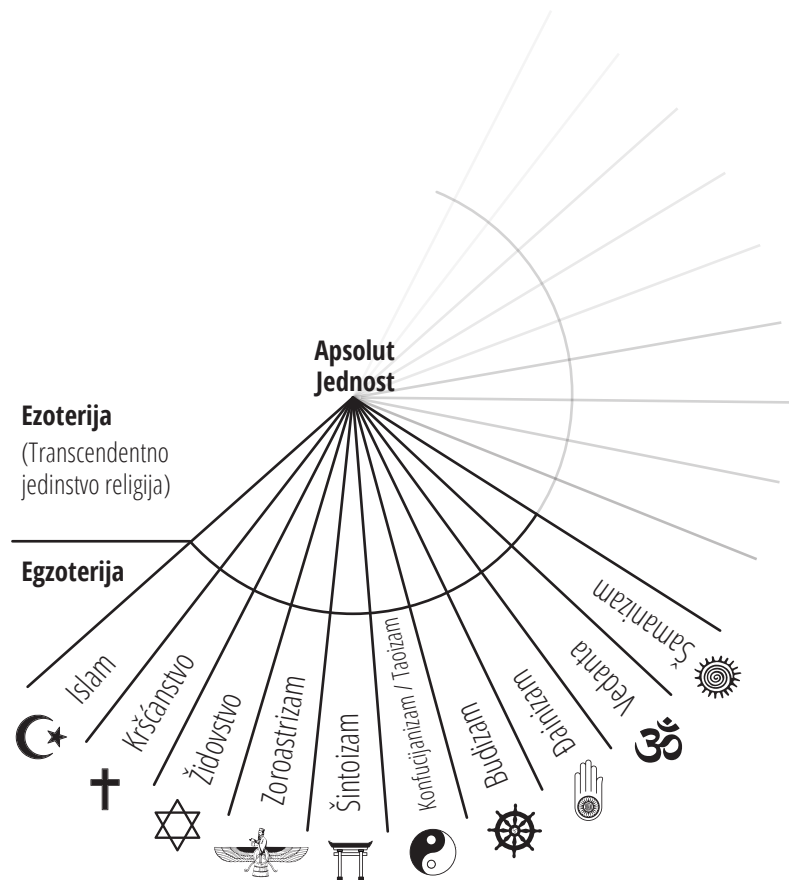 Apsolut
Jednost
Ezoterija
(Transcendentno
jedinstvo religija)
Egzoterija
Islam
Kršćanstvo
Židovstvo
Zoroastrizam
Šintoizam
Konfucijanizam / Taoizam
Budizam
Đainizam
Vedanta
Šamanizam
ॐ